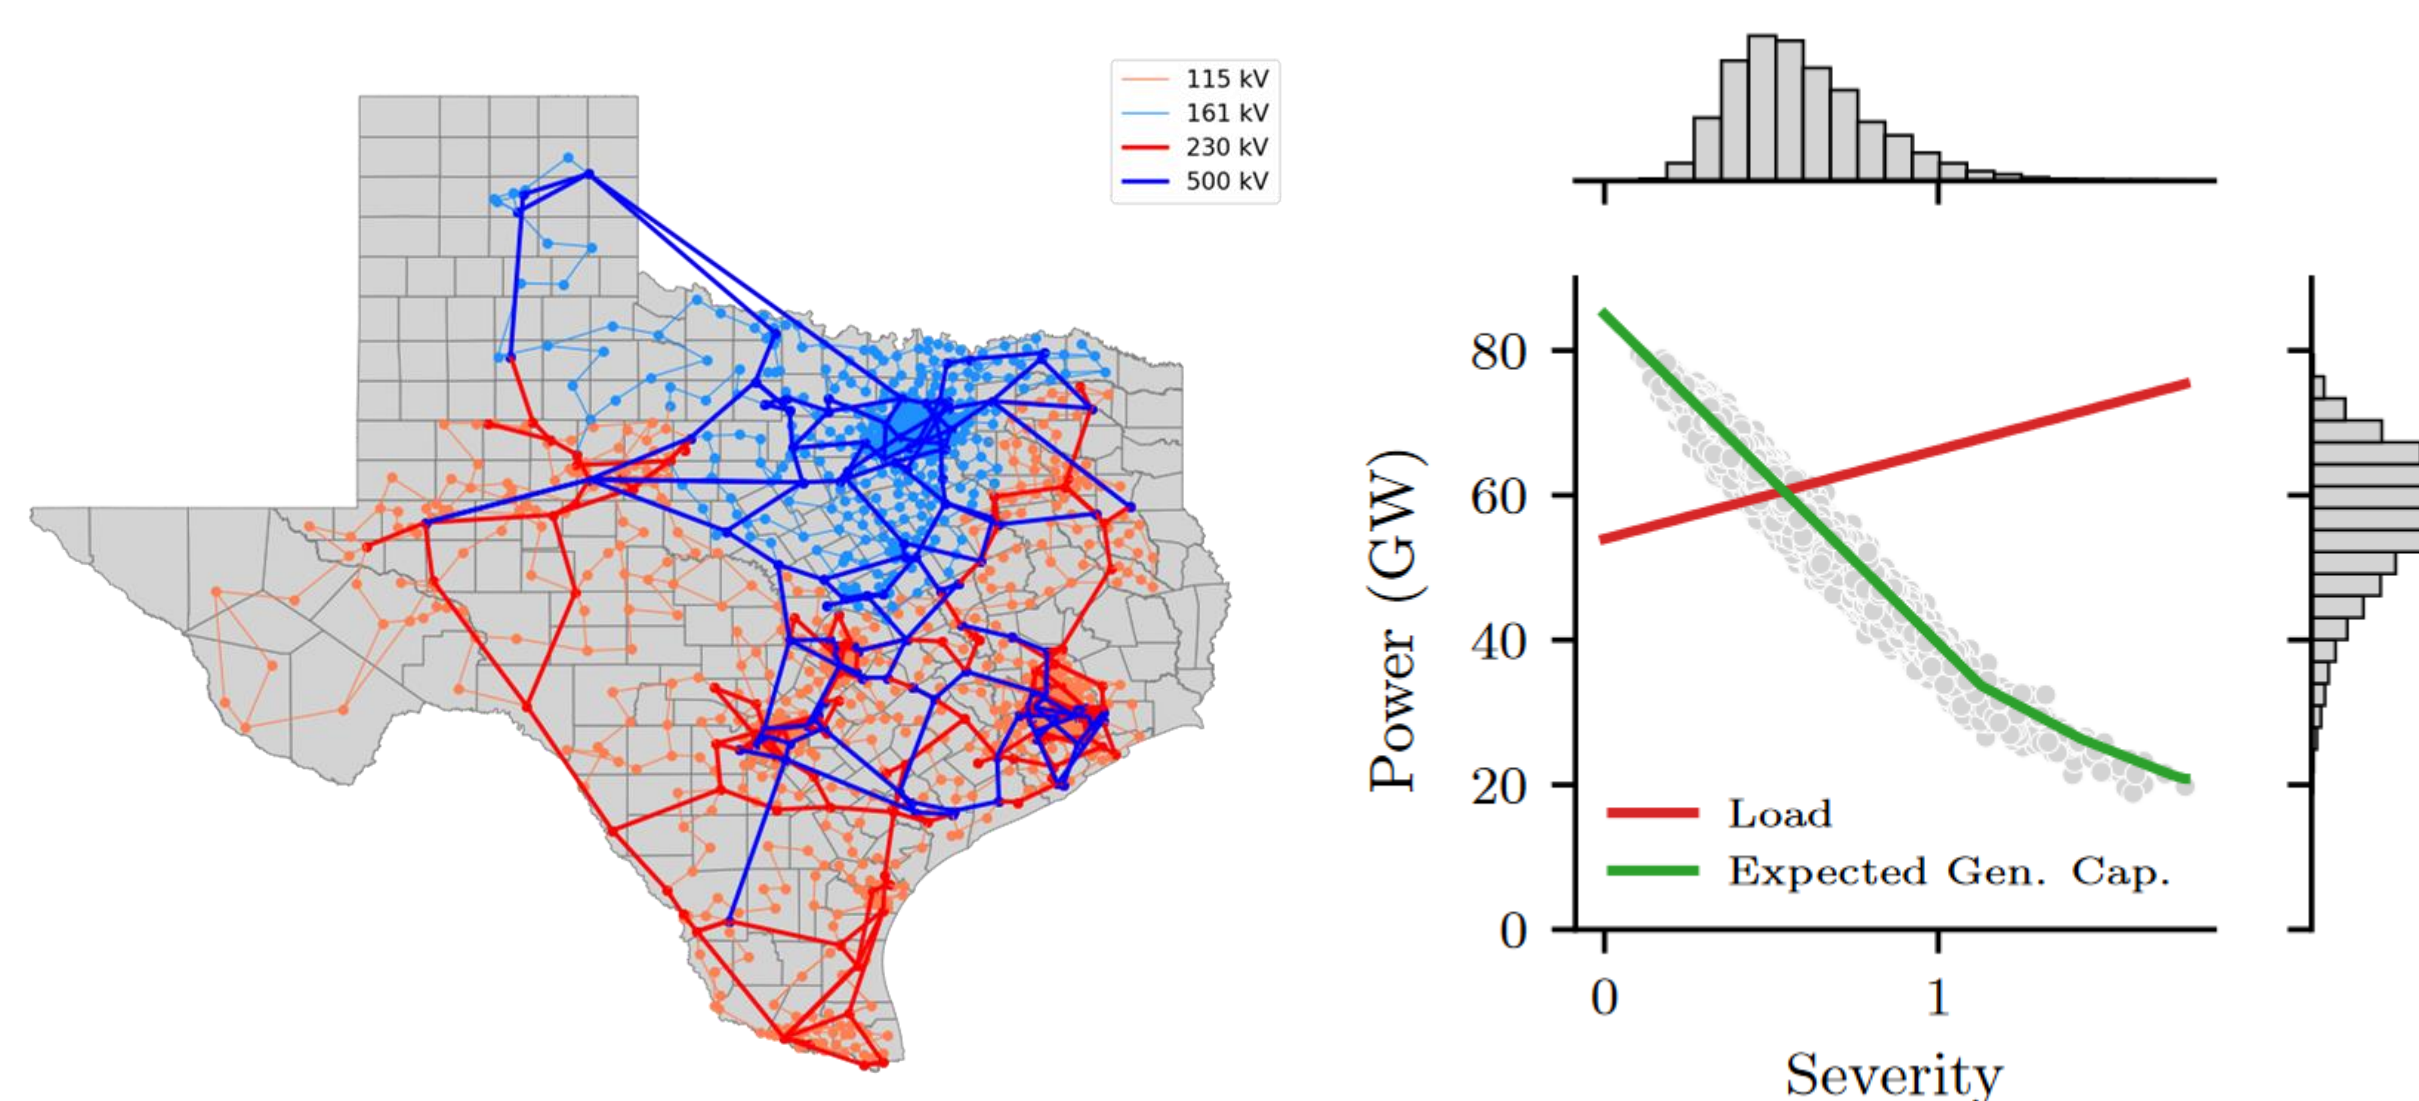 115 kV
161 kV
230 kV
500 kV
Power (GW)
80
60
40
20
0
Load
Expected Gen. Cap.
0 1
Severity